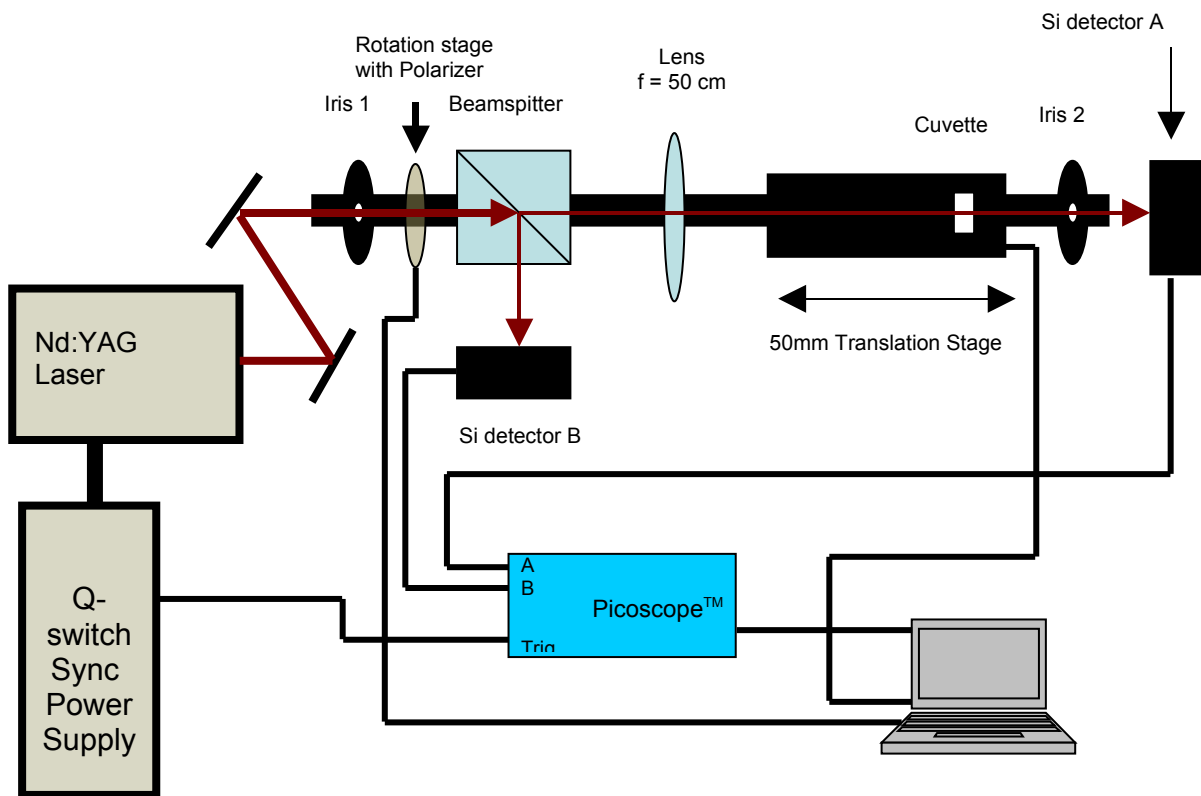 Si detector A
Rotation stage
with Polarizer
Lens
f = 50 cm
Iris 1
Beamspitter
Cuvette
Iris 2
50mm Translation Stage
Nd:YAG
Laser
Si detector B
A
B
Picoscope™
Trig
Q-
switch
Sync
Power
Supply